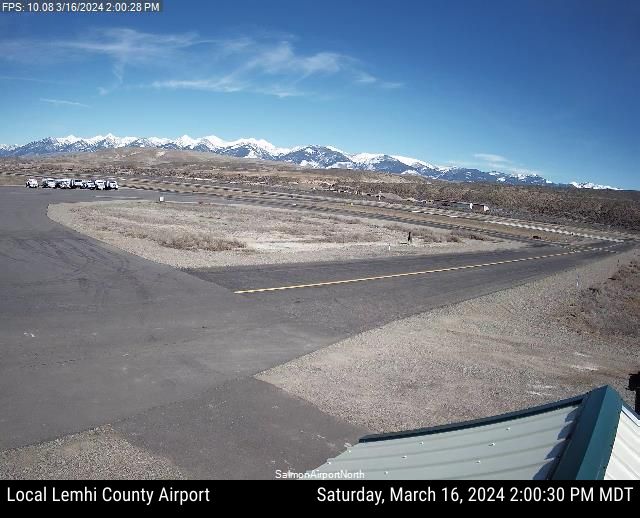 FPS: 10.08 3/16/2024 2:00:28 PM
SalmonAirportNorth
Local Lemhi County Airport
Saturday, March 16, 2024 2:00:30 PM MDT